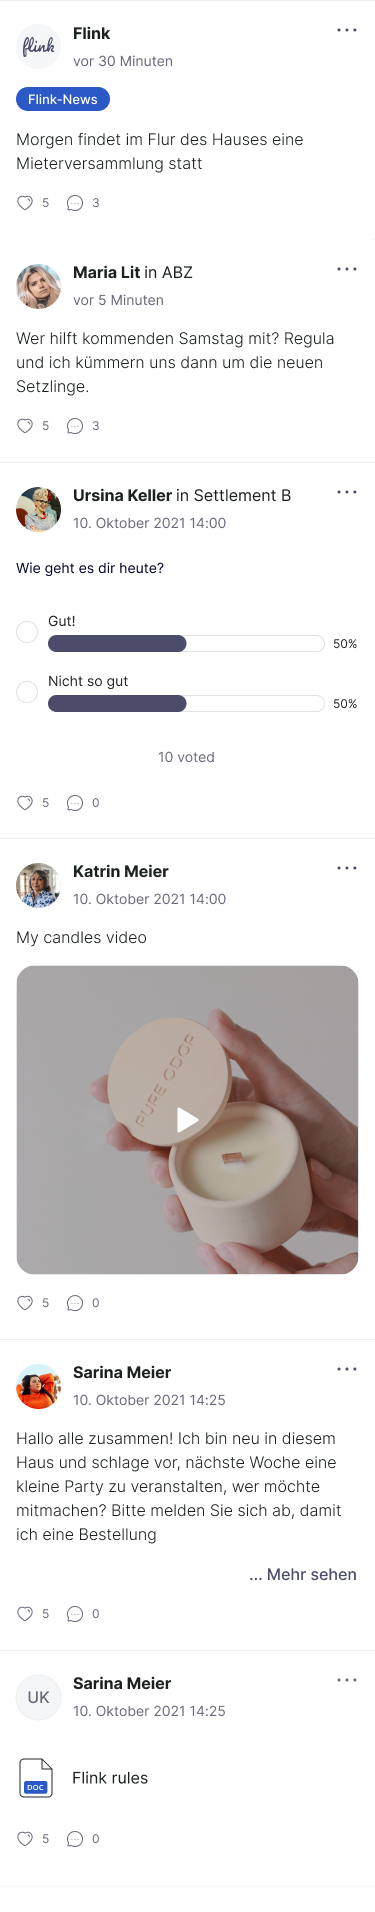 flink
Flink
vor 30 Minuten
Flink-News
Morgen findet im Flur des Hauses eine
Mieterversammlung statt
5 3
Maria Lit in ABZ
vor 5 Minuten
Wer hilft kommenden Samstag mit? Regula
und ich kümmern uns dann um die neuen
Setzlinge.
5 3
Ursina Keller in Settlement B
10. Oktober 2021 14:00
Wie geht es dir heute?
Gut!
50%
Nicht so gut
50%
10 voted
5 0
Katrin Meier
10. Oktober 2021 14:00
My candles video
PURE ODOR
5 0
Sarina Meier
10. Oktober 2021 14:25
Hallo alle zusammen! Ich bin neu in diesem
Haus und schlage vor, nächste Woche eine
kleine Party zu veranstalten, wer möchte
mitmachen? Bitte melden Sie sich ab, damit
ich eine Bestellung
... Mehr sehen
5 0
UK
Sarina Meier
10. Oktober 2021 14:25
DOC
Flink rules
5 0